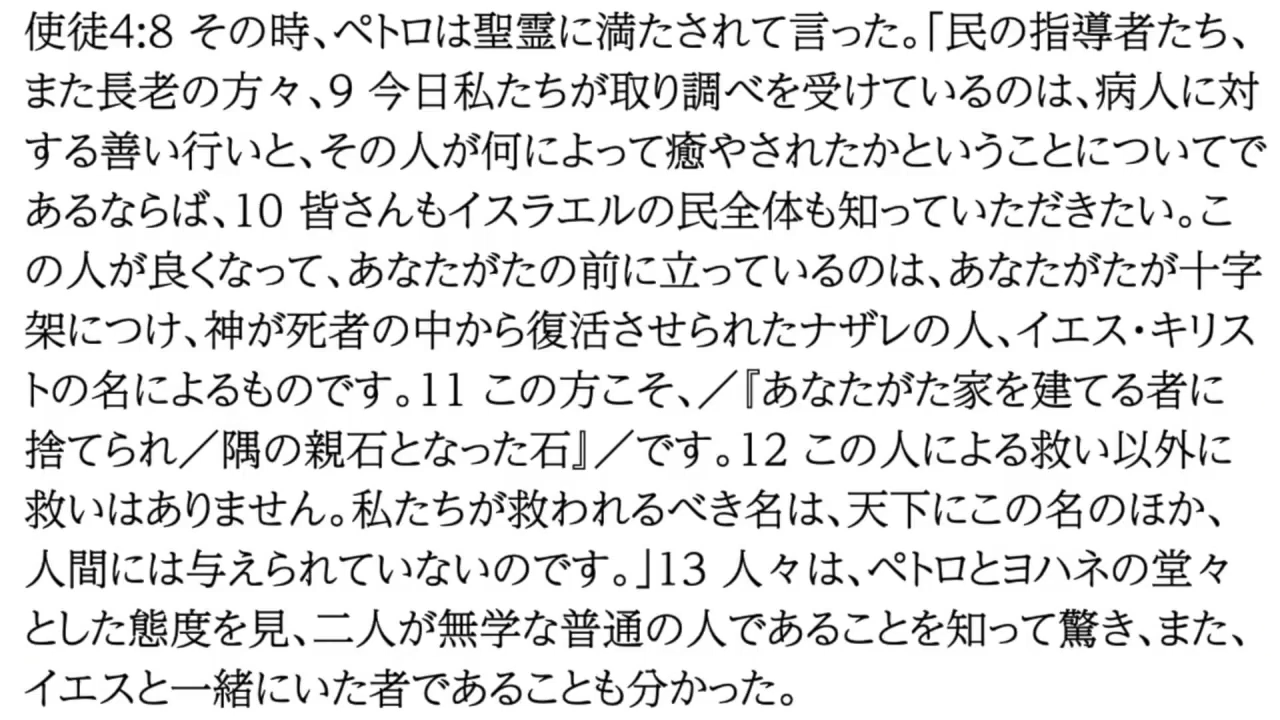 使徒4:8 その時、ペトロは聖霊に満たされて言った。「民の指導者たち、
また長老の方々、9 今日私たちが取り調べを受けているのは、病人に対
する善い行いと、その人が何によって癒やされたかということについてで
あるならば、10 皆さんもイスラエルの民全体も知っていただきたい。こ
の人が良くなって、あなたがたの前に立っているのは、あなたがたが十字
架につけ、神が死者の中から復活させられたナザレの人、イエス・キリス
トの名によるものです。11 この方こそ、／『あなたがた家を建てる者に
捨てられ／隅の親石となった石』／です。12 この人による救い以外に
救いはありません。私たちが救われるべき名は、天下にこの名のほか、
人間には与えられていないのです。」13 人々は、ペトロとヨハネの堂々
とした態度を見、二人が無学な普通の人であることを知って驚き、また、
イエスと一緒にいた者であることも分かった。